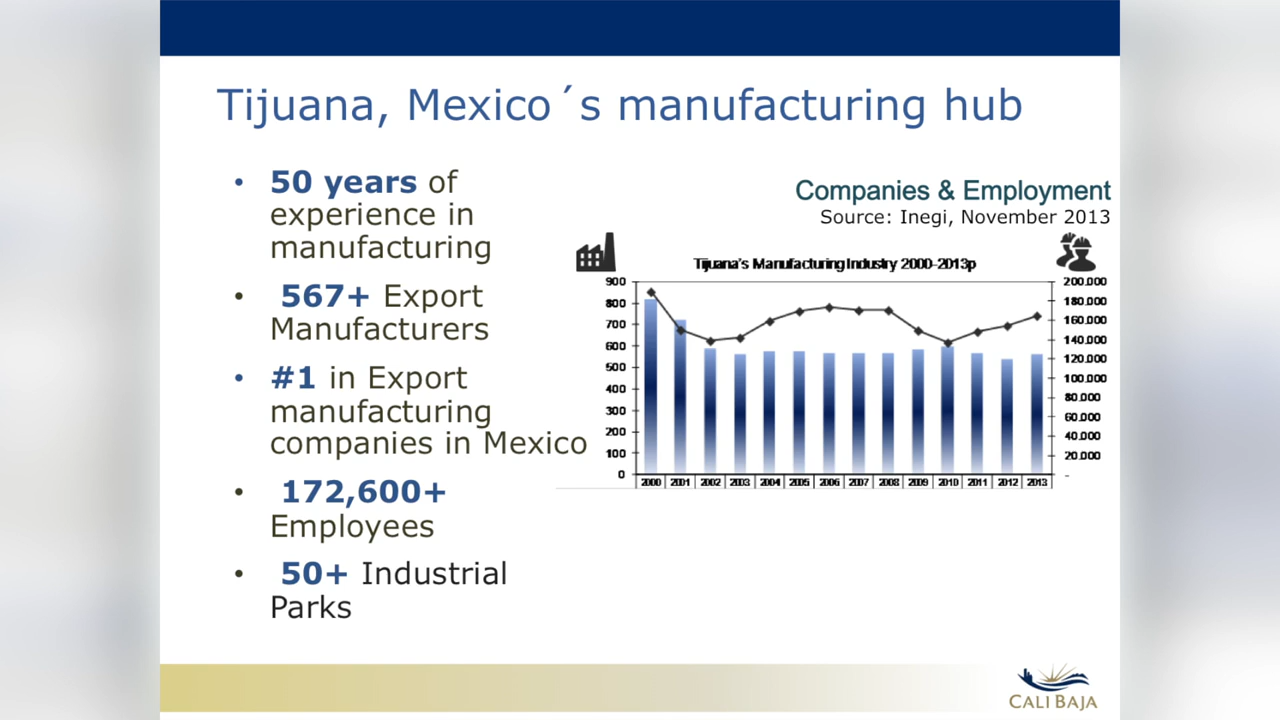 Tijuana, Mexico´s manufacturing hub
• 50 years of
experience in
manufacturing
• 567+ Export
Manufacturers
• #1 in Export
manufacturing
companies in Mexico
• 172,600+
Employees
• 50+ Industrial
Parks
Companies & Employment
Source: Inegi, November 2013
Tijuana's Manufacturing Industry 2000-2013p
900
800
700
600
500
400
300
200
100
0
200.000
180.000
160.000
140.000
120.000
100.000
80.000
60.000
40.000
20.000
-
2000 2001 2002 2003 2004 2005 2006 2007 2008 2009 2010 2011 2012 2013
CALI BAJA